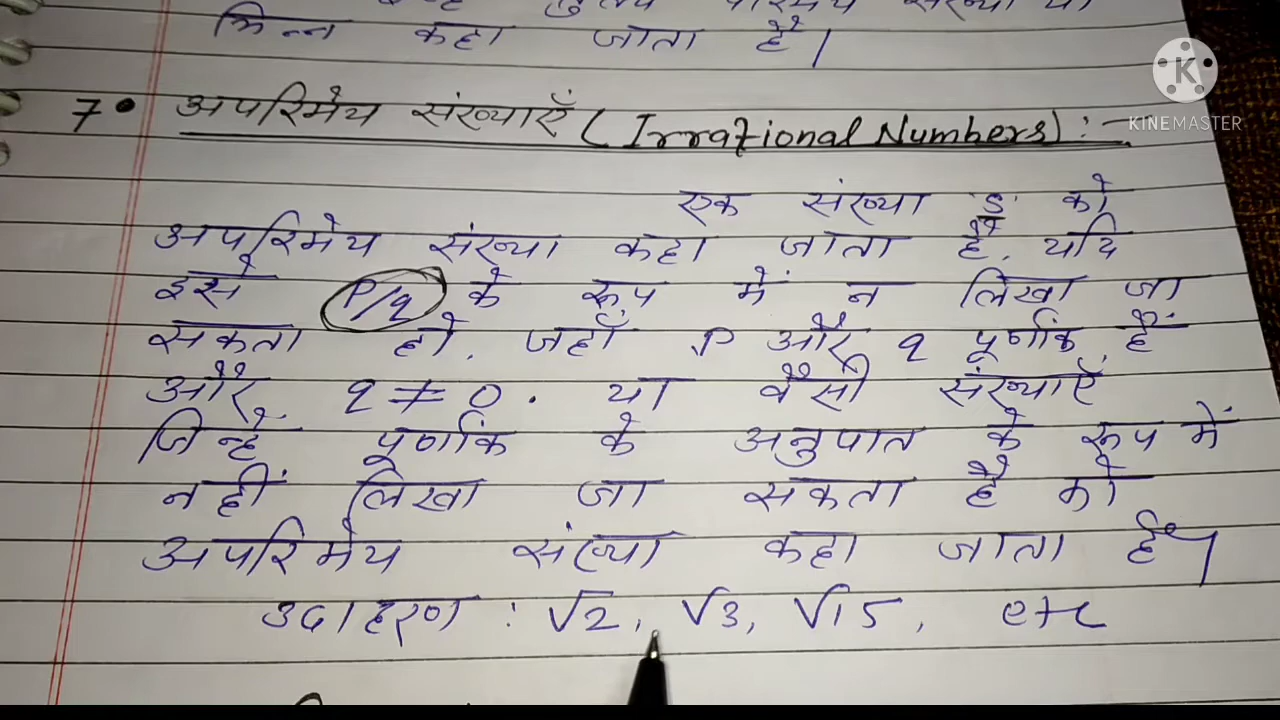 भिन्न कहा जाता है।
K
KINEMASTER
7• अपरिमेय संख्याएँ ( Irrational Numbers) :-
एक संख्या 'S' को
अपरिमेय संख्या कहा जाता है, यदि
इसे P/q के रूप में न लिखा जा
सकता हो, जहाँ P और q पूर्णांक हैं
और q ≠ 0 . या वैसी संख्याएँ
जिन्हें पूर्णांक के अनुपात के रूप में
नहीं लिखा जा सकता है को
अपरिमेय संख्या कहा जाता है।
उदाहरण : √2, √3, √15, etc